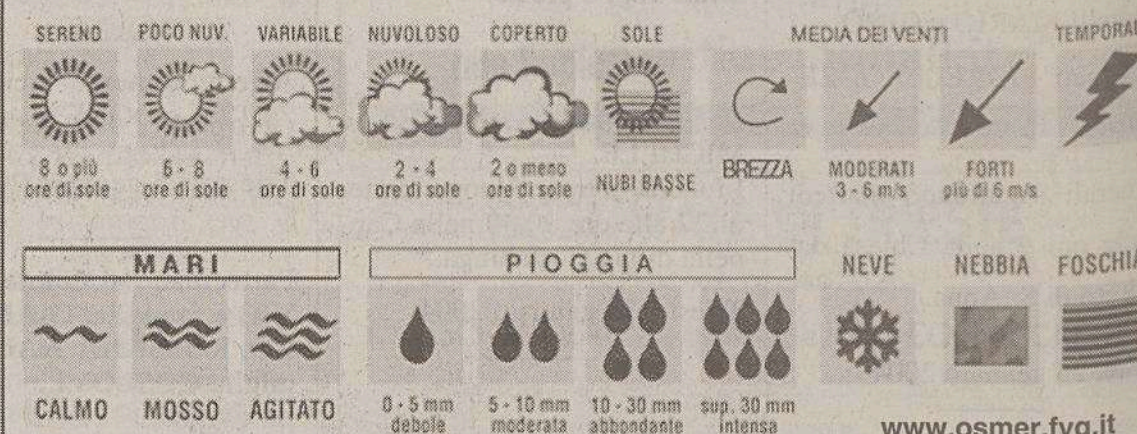 SERENO POCO NUV. VARIABILE NUVOLOSO COPERTO SOLE MEDIA DEI VENTI TEMPORAL
8 o più 6 - 8 4 - 6 2 - 4 2 o meno NUBI BASSE BREZZA MODERATI FORTI
ore di sole ore di sole ore di sole ore di sole ore di sole 3 - 6 m/s più di 6 m/s
MARI PIOGGIA NEVE NEBBIA FOSCHIA
CALMO MOSSO AGITATO 0 - 5 mm 5 - 10 mm 10 - 30 mm sup. 30 mm
debole moderata abbondante intensa www.osmer.fvg.it